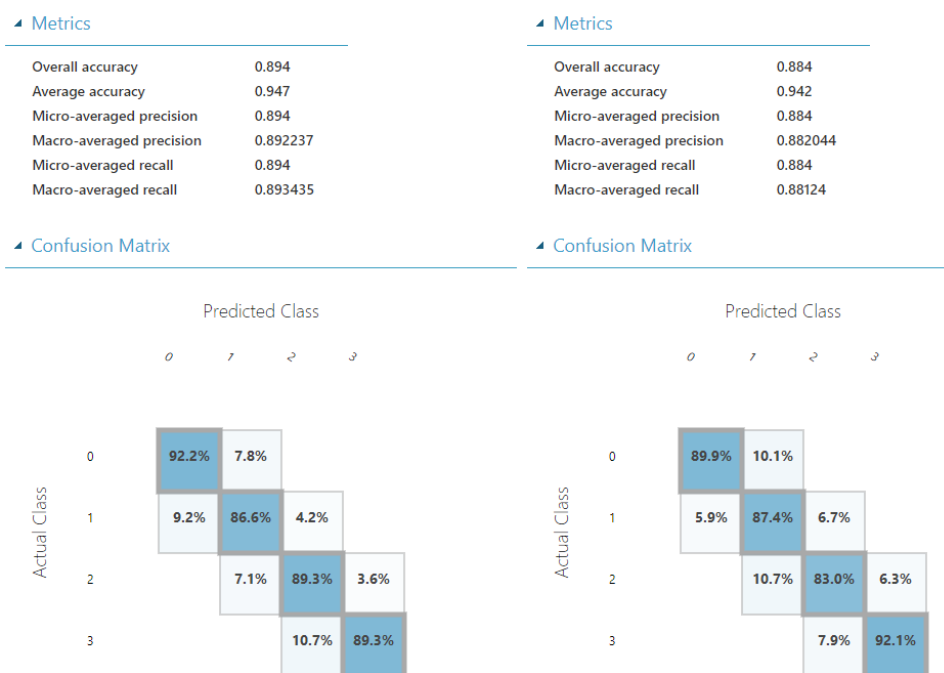 Metrics
Overall accuracy 0.894
Average accuracy 0.947
Micro-averaged precision 0.894
Macro-averaged precision 0.892237
Micro-averaged recall 0.894
Macro-averaged recall 0.893435
Confusion Matrix
Predicted Class
0 1 2 3
Actual Class
0 92.2% 7.8%
1 9.2% 86.6% 4.2%
2 7.1% 89.3% 3.6%
3 10.7% 89.3%
Metrics
Overall accuracy 0.884
Average accuracy 0.942
Micro-averaged precision 0.884
Macro-averaged precision 0.882044
Micro-averaged recall 0.884
Macro-averaged recall 0.88124
Confusion Matrix
Predicted Class
0 1 2 3
Actual Class
0 89.9% 10.1%
1 5.9% 87.4% 6.7%
2 10.7% 83.0% 6.3%
3 7.9% 92.1%